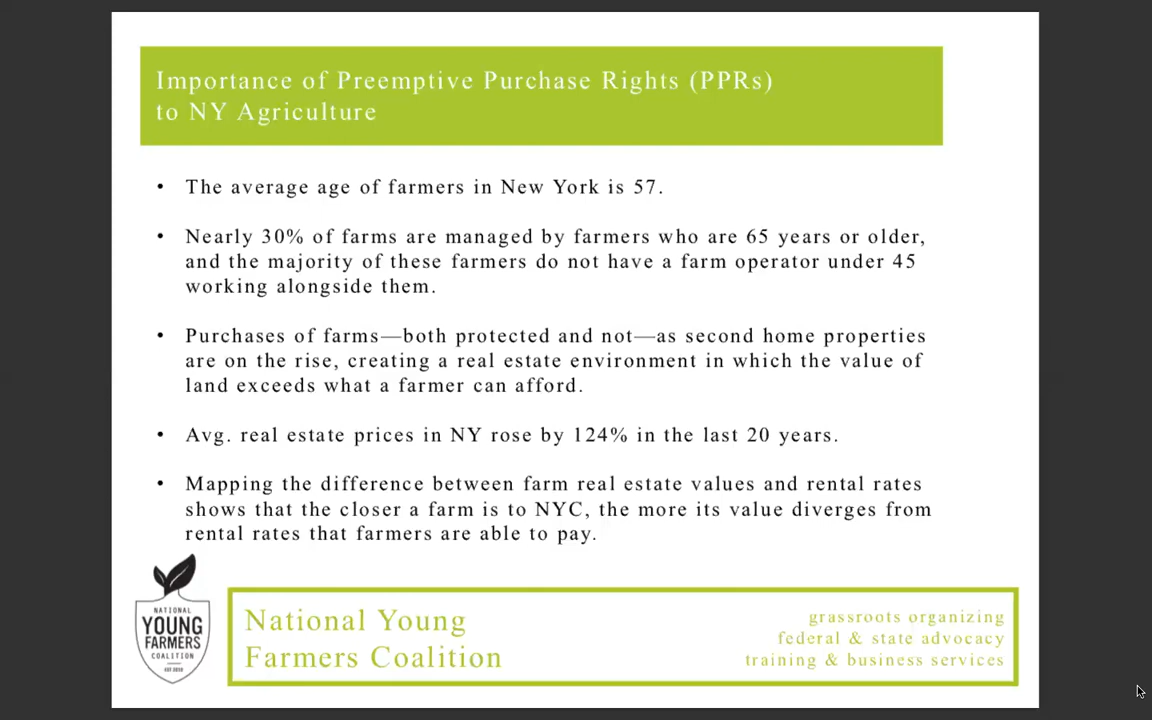 Importance of Preemptive Purchase Rights (PPRs)
to NY Agriculture
• The average age of farmers in New York is 57.
• Nearly 30% of farms are managed by farmers who are 65 years or older,
and the majority of these farmers do not have a farm operator under 45
working alongside them.
• Purchases of farms—both protected and not—as second home properties
are on the rise, creating a real estate environment in which the value of
land exceeds what a farmer can afford.
• Avg. real estate prices in NY rose by 124% in the last 20 years.
• Mapping the difference between farm real estate values and rental rates
shows that the closer a farm is to NYC, the more its value diverges from
rental rates that farmers are able to pay.
NATIONAL
YOUNG
FARMERS
COALITION
EST 2010
National Young
Farmers Coalition
grassroots organizing
federal & state advocacy
training & business services